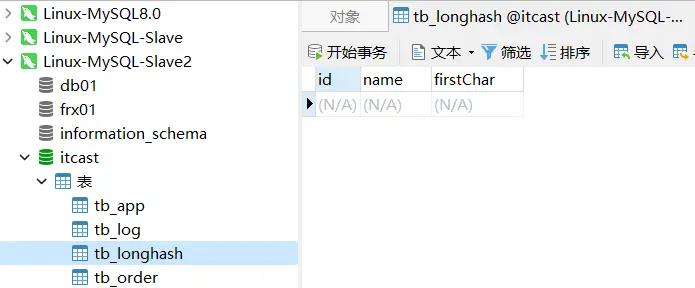 Linux-MySQL8.0
Linux-MySQL-Slave
Linux-MySQL-Slave2
db01
frx01
information_schema
itcast
表
tb_app
tb_log
tb_longhash
tb_order
对象
tb_longhash @itcast (Linux-MySQL-...
开始事务 文本 筛选 排序 导入
id name firstChar
(N/A) (N/A) (N/A)